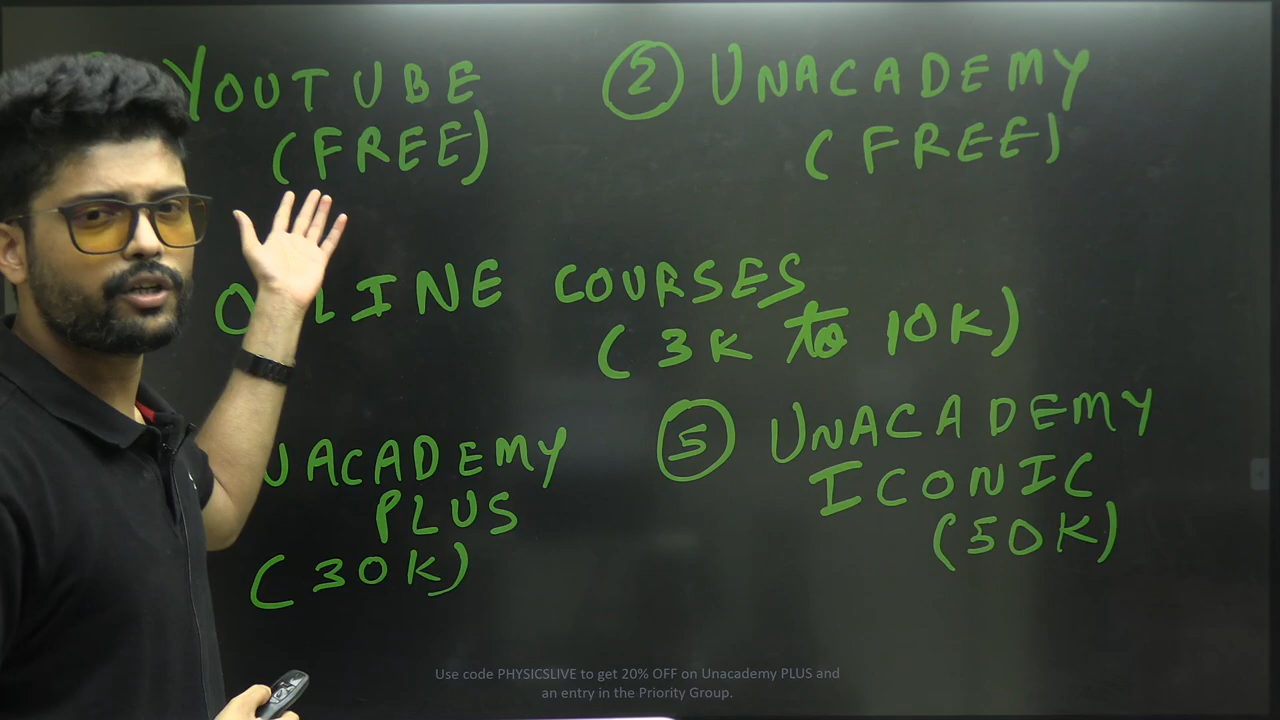 YOUTUBE
(FREE)
② UNACADEMY
(FREE)
COURSES
(3K to 10K)
ACADEMY
PLUS
(30K)
⑤ UNACADEMY
ICONIC
(50K)
Use code PHYSICSLIVE to get 20% OFF on Unacademy PLUS and
an entry in the Priority Group.